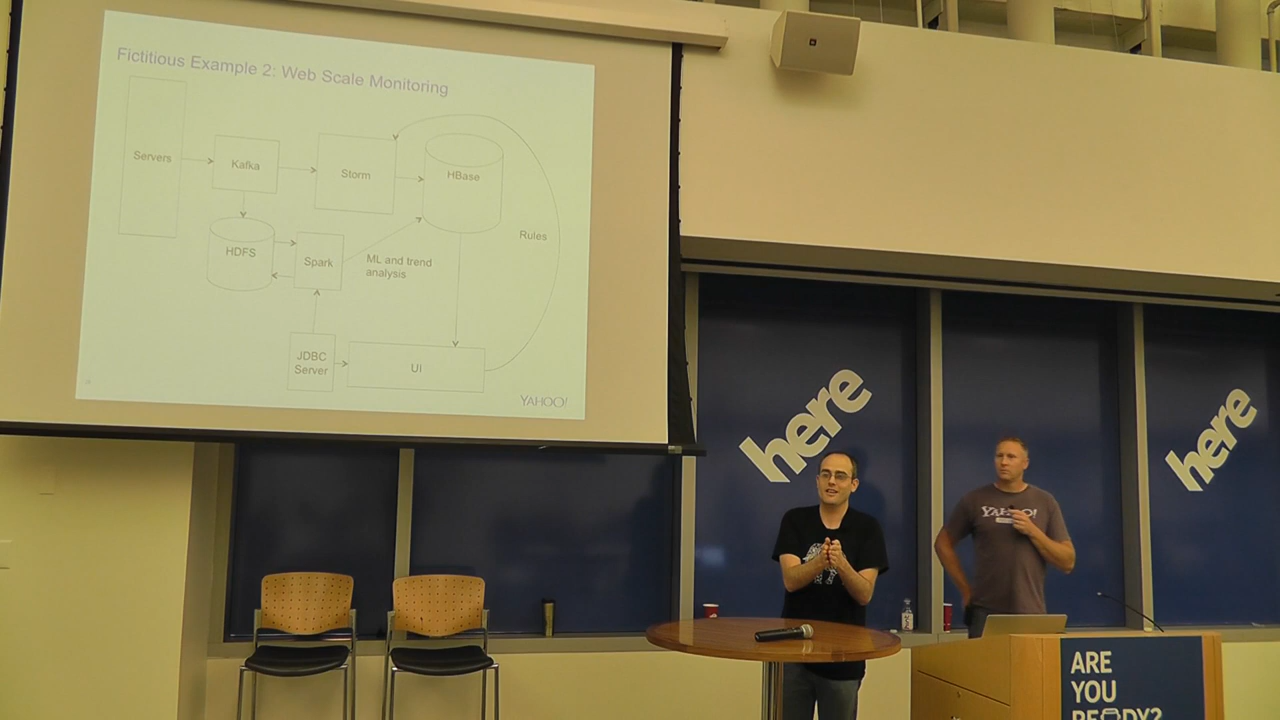 Fictitious Example 2: Web Scale Monitoring
Servers
Kafka
Storm
HBase
HDFS
Spark
ML and trend
analysis
Rules
JDBC
Server
UI
YAHOO!
here
here
YAHOO!
ARE
YOU
READY?